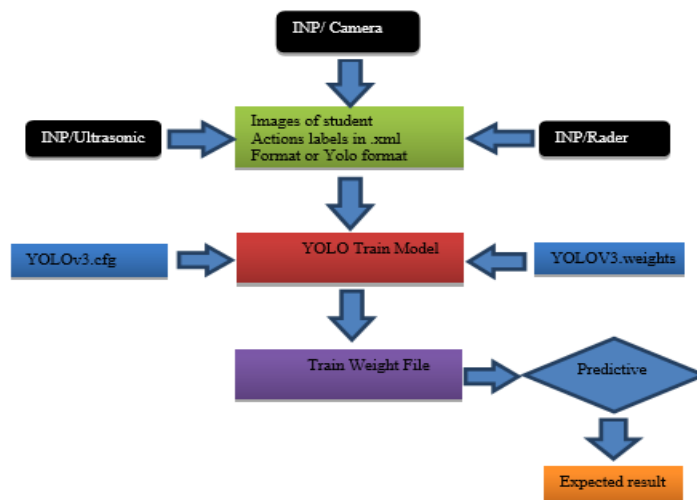 INP/ Camera
Images of student
Actions labels in .xml
Format or Yolo format
INP/Ultrasonic
INP/Rader
YOLOv3.cfg
YOLO Train Model
YOLOV3.weights
Train Weight File
Predictive
Expected result